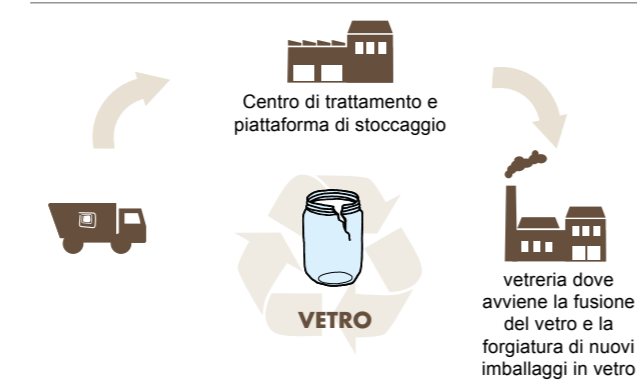 Centro di trattamento e
piattaforma di stoccaggio
VETRO
vetreria dove
avviene la fusione
del vetro e la
forgiatura di nuovi
imballaggi in vetro